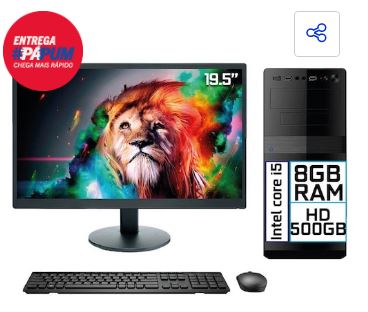 ENTREGA
#PÁPUM
CHEGA MAIS RÁPIDO
19.5"
Intel core i5
8GB
RAM
HD
500GB